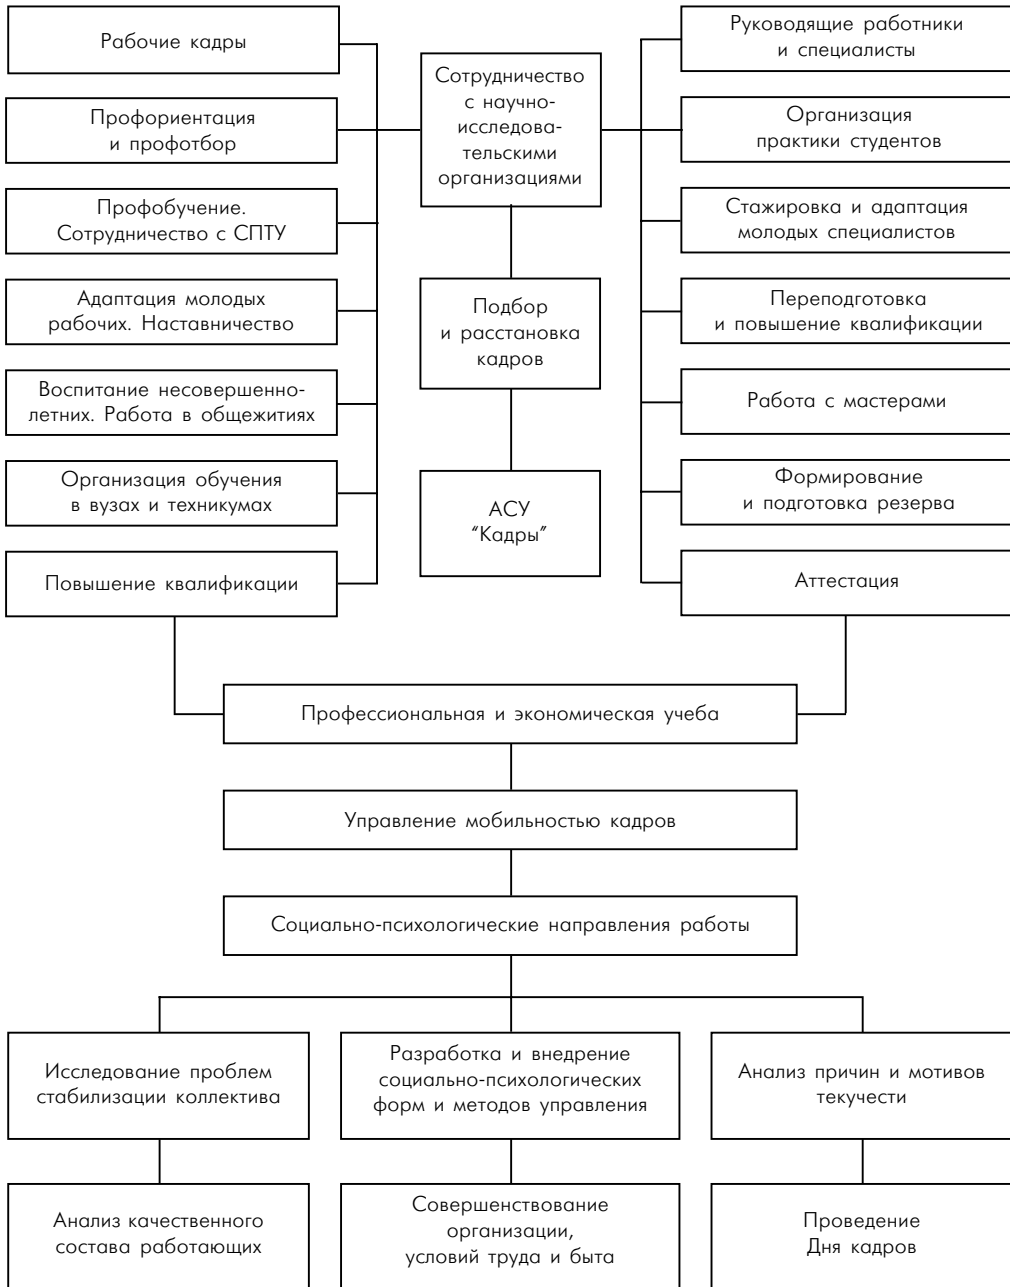 Рабочие кадры
Профориентация
и профотбор
Профобучение.
Сотрудничество с СПТУ
Адаптация молодых
рабочих. Наставничество
Воспитание несовершенно-
летних. Работа в общежитиях
Организация обучения
в вузах и техникумах
Повышение квалификации
Сотрудничество
с научно-
исследова-
тельскими
организациями
Подбор
и расстановка
кадров
АСУ
"Кадры"
Руководящие работники
и специалисты
Организация
практики студентов
Стажировка и адаптация
молодых специалистов
Переподготовка
и повышение квалификации
Работа с мастерами
Формирование
и подготовка резерва
Аттестация
Профессиональная и экономическая учеба
Управление мобильностью кадров
Социально-психологические направления работы
Исследование проблем
стабилизации коллектива
Разработка и внедрение
социально-психологических
форм и методов управления
Анализ причин и мотивов
текучести
Анализ качественного
состава работающих
Совершенствование
организации,
условий труда и быта
Проведение
Дня кадров